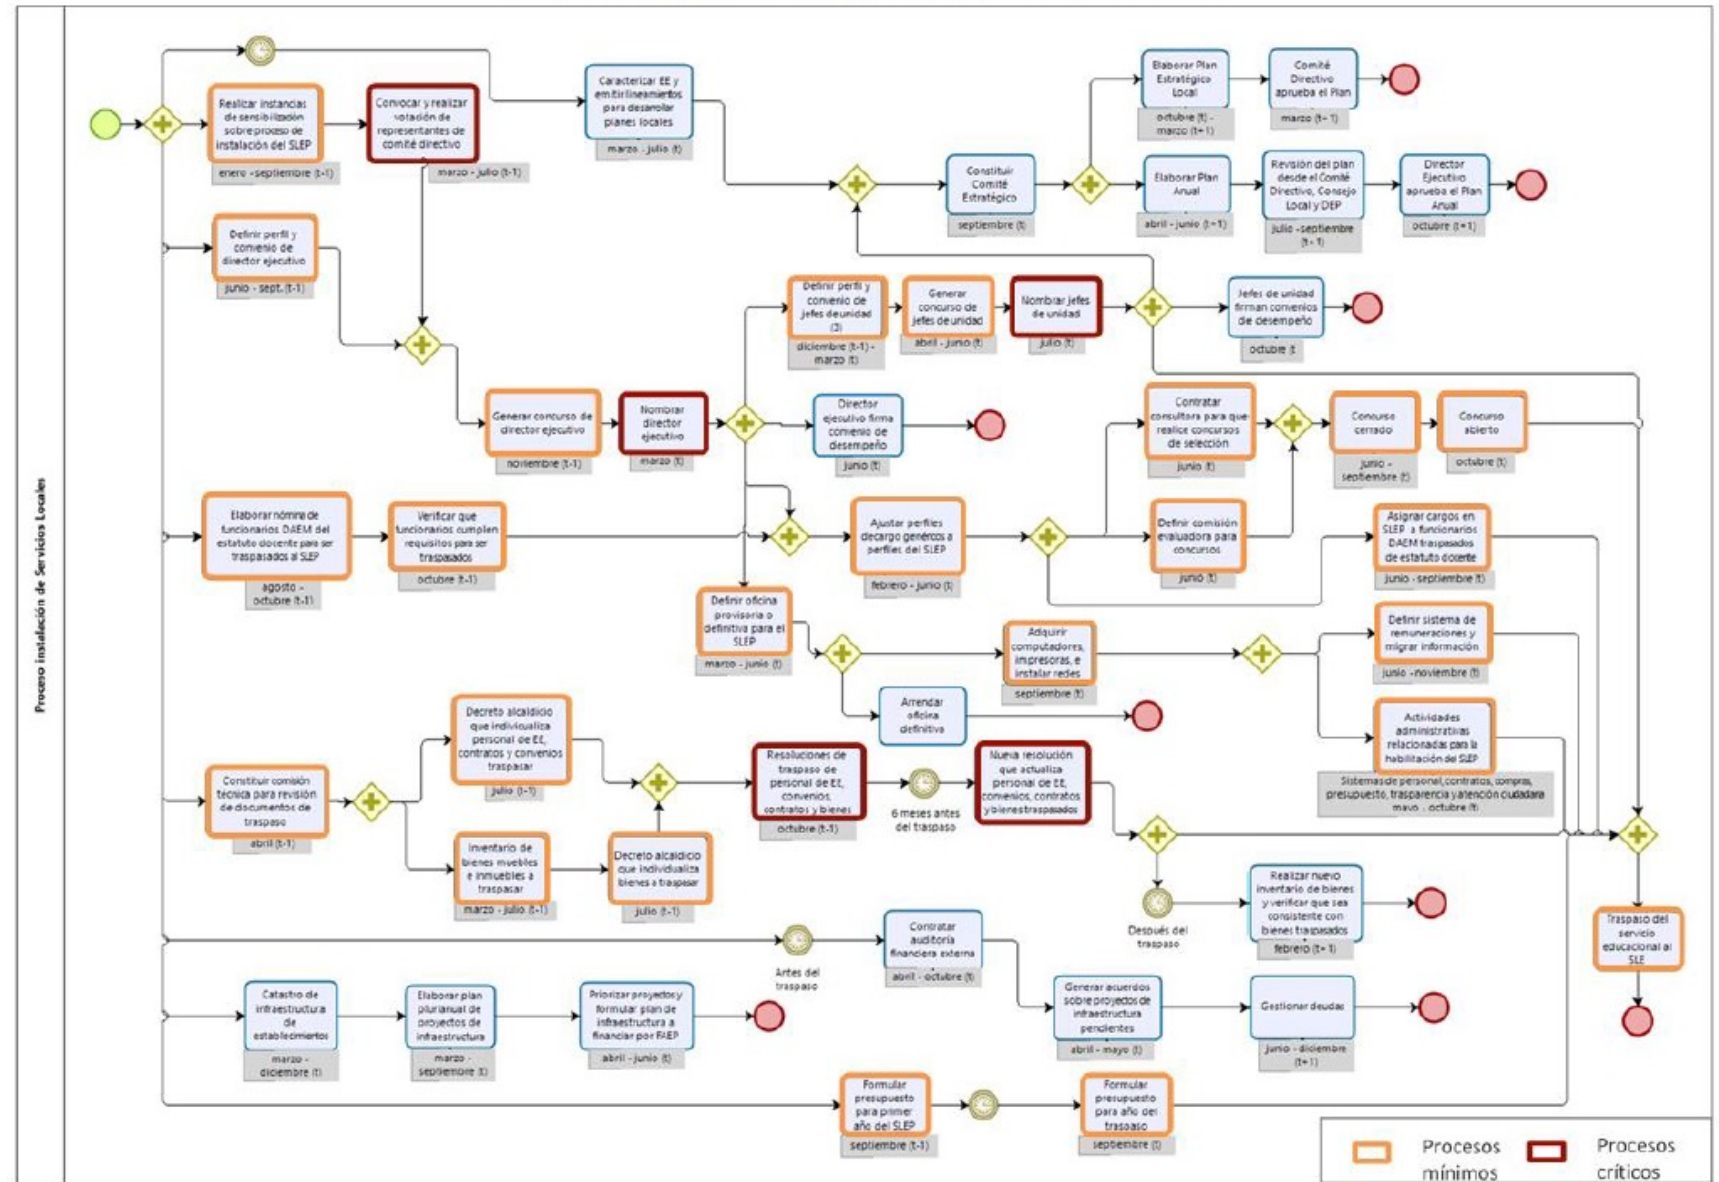 Proceso instalación de Servicios Locales
Realizar instancias
de sensibilización
sobre proceso de
instalación del SLEP
enero - septiembre (t-1)
Convocar y realizar
votación de
representantes de
comité directivo
marzo - julio (t-1)
Caracterizar EE y
emitir lineamientos
para desarrollar
planes locales
marzo - julio (t)
Elaborar Plan
Estratégico
Local
octubre (t) -
marzo (t+1)
Comité
Directivo
aprueba el Plan
marzo (t+1)
Constituir
Comité
Estratégico
septiembre (t)
Elaborar Plan
Anual
abril - junio (t+1)
Revisión del plan
desde el Comité
Directivo, Consejo
Local y DEP
julio - septiembre
(t+1)
Director
Ejecutivo
aprueba el Plan
Anual
octubre (t+1)
Definir perfil y
convenio de
director ejecutivo
junio - sept. (t-1)
Definir perfil y
convenio de
jefes de unidad
(3)
diciembre (t-1) -
marzo (t)
Generar
concurso de
jefes de unidad
abril - junio (t)
Nombrar jefes
de unidad
julio (t)
Jefes de unidad
firman convenios
de desempeño
octubre (t
Generar concurso de
director ejecutivo
noviembre (t-1)
Nombrar
director
ejecutivo
marzo (t)
Director
ejecutivo firma
convenio de
desempeño
junio (t)
Contratar
consultora para que
realice concursos
de selección
junio (t)
Concurso
cerrado
junio -
septiembre (t)
Concurso
abierto
octubre (t)
Elaborar nómina de
funcionarios DAEM del
estatuto docente para ser
traspasados al SLEP
agosto -
octubre (t-1)
Verificar que
funcionarios cumplen
requisitos para ser
traspasados
octubre (t-1)
Ajustar perfiles
de cargo genéricos a
perfiles del SLEP
febrero - junio (t)
Definir comisión
evaluadora para
concursos
junio (t)
Asignar cargos en
SLEP a funcionarios
DAEM traspasados
de estatuto docente
junio - septiembre (t)
Definir oficina
provisoria o
definitiva para el
SLEP
marzo - junio (t)
Adquirir
computadores,
impresoras, e
instalar redes
septiembre (t)
Definir sistema de
remuneraciones y
migrar información
junio - noviembre (t)
Arrendar
oficina
definitiva
Actividades
administrativas
relacionadas para la
habilitación del SLEP
Sistemas de personal, contratos, compras,
presupuesto, trasparencia y atención ciudadana
mayo - octubre (t)
Decreto alcaldicio
que individualiza
personal de EE,
contratos y convenios
traspasar
julio (t-1)
Constituir comisión
técnica para revisión
de documentos de
traspaso
abril (t-1)
Resoluciones de
traspaso de
personal de EE,
convenios,
contratos y bienes
octubre (t-1)
6 meses antes
del traspaso
Nueva resolución
que actualiza
personal de EE,
convenios, contratos
y bienes traspasados
Inventario de
bienes muebles
e inmuebles a
traspasar
marzo - julio (t-1)
Decreto alcaldicio
que individualiza
bienes a traspasar
julio (t-1)
Después del
traspaso
Realizar nuevo
inventario de bienes
y verificar que sea
consistente con
bienes traspasados
febrero (t+1)
Traspaso del
servicio
educacional al
SLE
Antes del
traspaso
Contratar
auditoría
financiera externa
abril - octubre (t)
Generar acuerdos
sobre proyectos de
infraestructura
pendientes
abril - mayo (t)
Gestionar deudas
junio - diciembre
(t+1)
Catastro de
infraestructura
de
establecimientos
marzo -
diciembre (t)
Elaborar plan
plurianual de
proyectos de
infraestructura
marzo -
septiembre (t)
Priorizar proyectos y
formular plan de
infraestructura a
financiar por FAEP
abril - junio (t)
Formular
presupuesto
para primer
año del SLEP
septiembre (t-1)
Formular
presupuesto
para año del
traspaso
septiembre (t)
Procesos
mínimos
Procesos
críticos